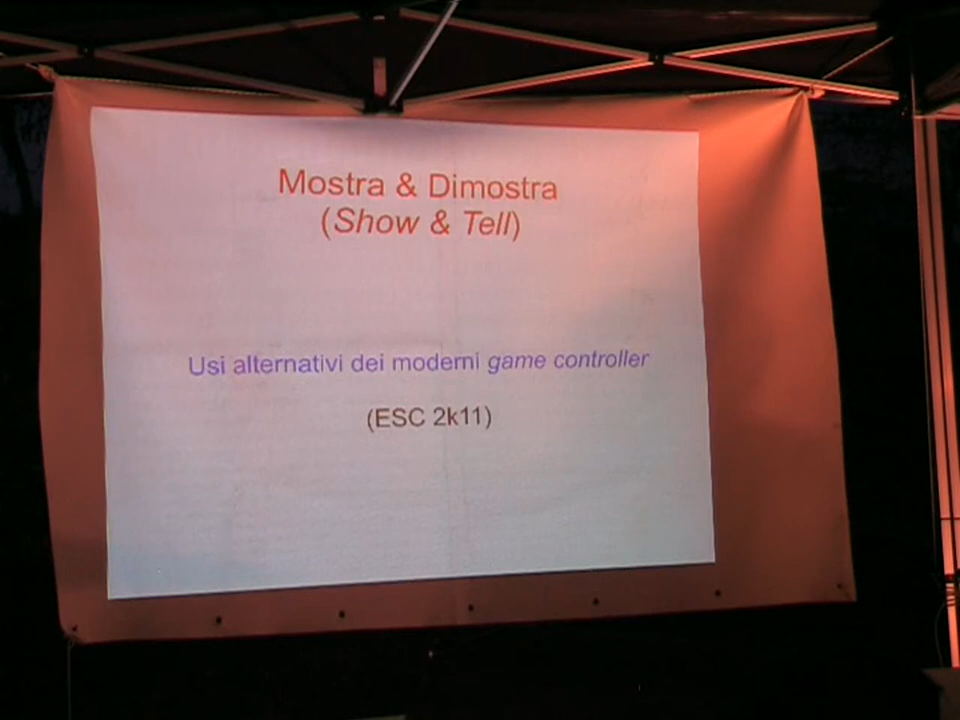 Mostra & Dimostra
(Show & Tell)
Usi alternativi dei moderni game controller
(ESC 2k11)